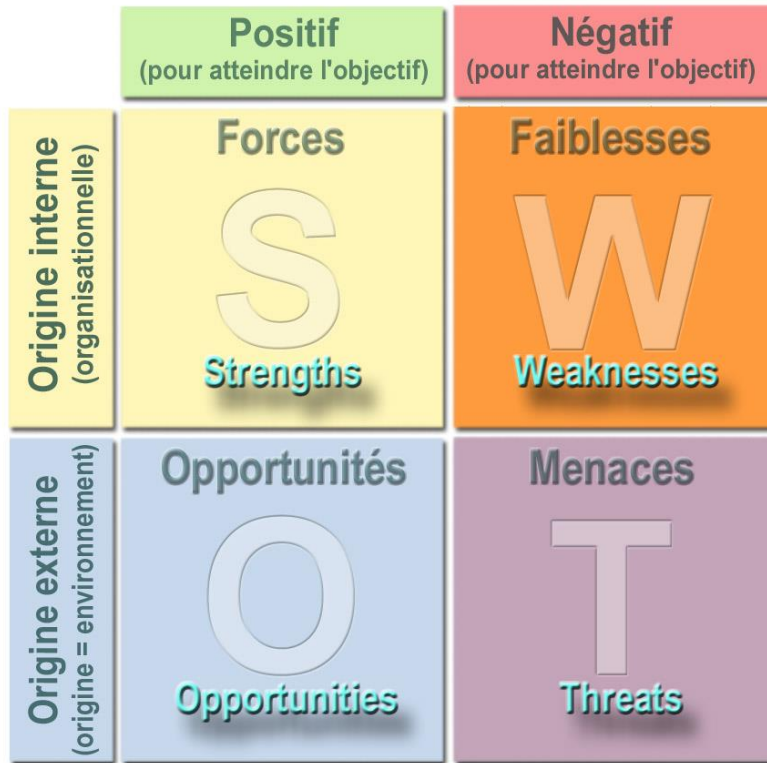 Positif
(pour atteindre l'objectif)
Négatif
(pour atteindre l'objectif)
Origine interne
(organisationnelle)
Forces
S
Strengths
Faiblesses
W
Weaknesses
Origine externe
(origine = environnement)
Opportunités
O
Opportunities
Menaces
T
Threats